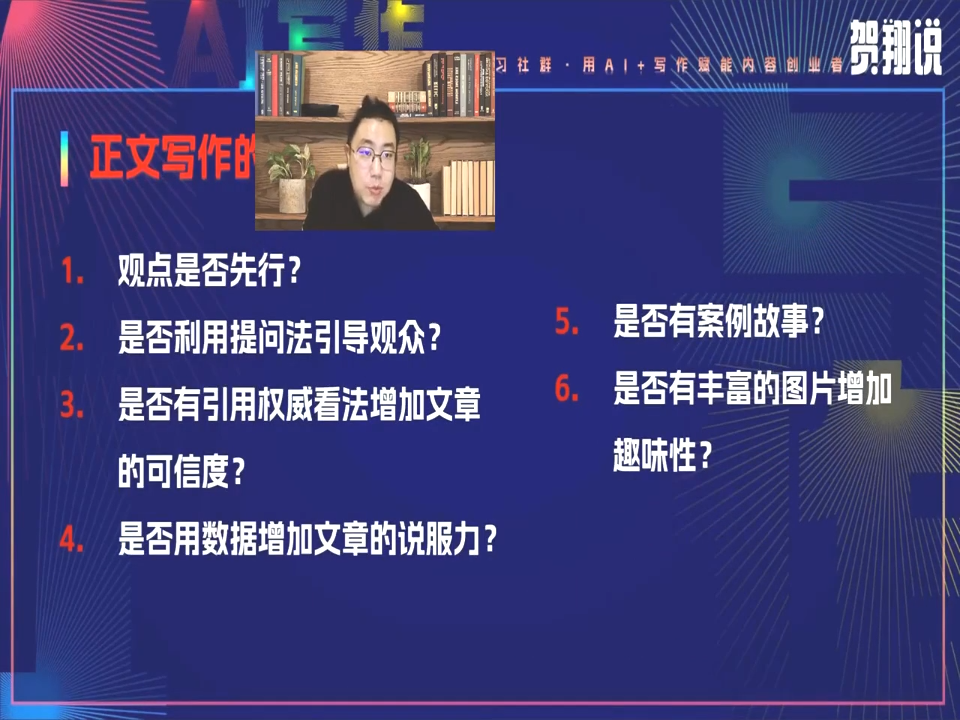 AI写作
习社群·用AI+写作赋能内容创业者
贺翔说
正文写作的
1. 观点是否先行？
2. 是否利用提问法引导观众？
3. 是否有引用权威看法增加文章
的可信度？
4. 是否用数据增加文章的说服力？
5. 是否有案例故事？
6. 是否有丰富的图片增加
趣味性？